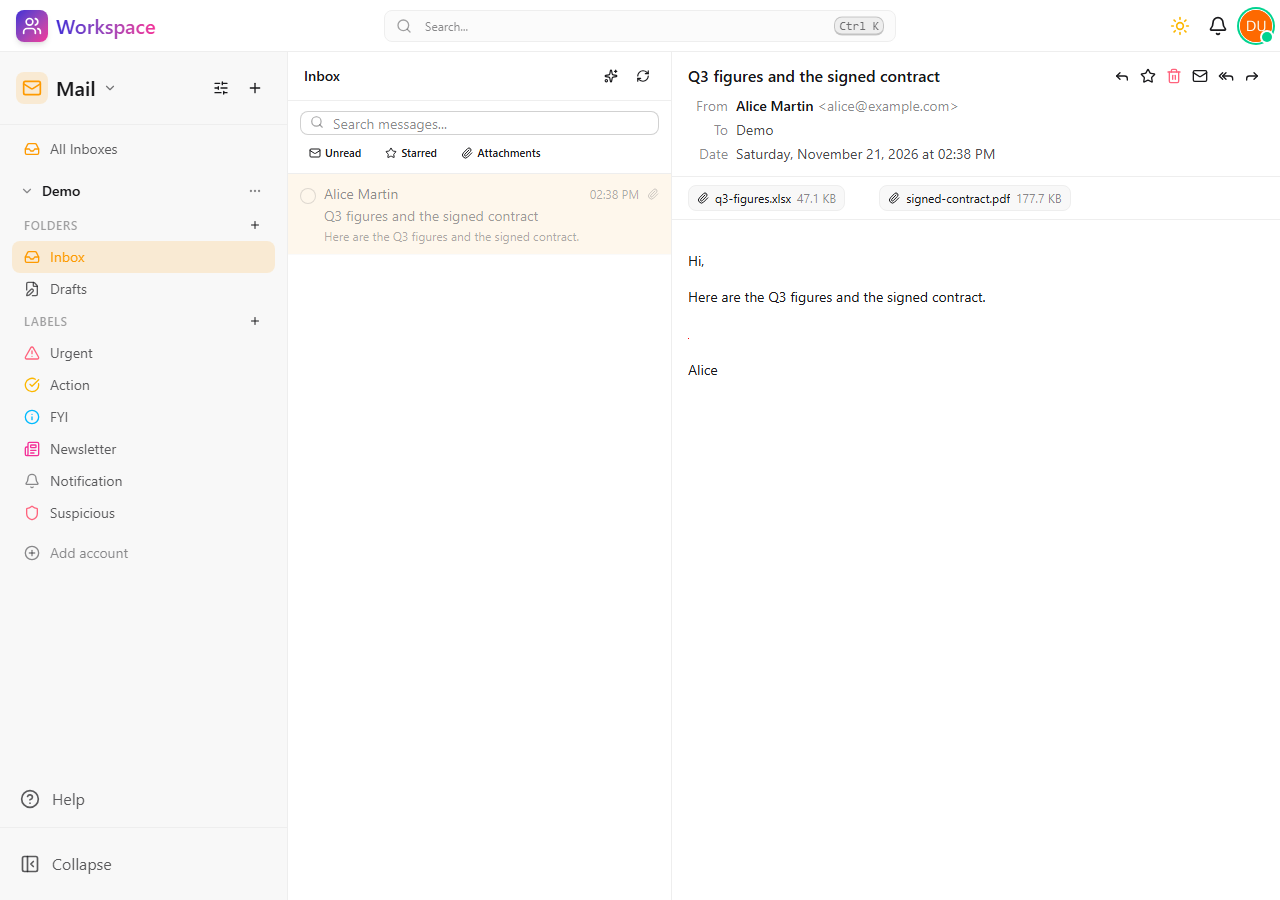 Workspace
Search...
Ctrl K
DU
Mail
All Inboxes
Demo
FOLDERS
Inbox
Drafts
LABELS
Urgent
Action
FYI
Newsletter
Notification
Suspicious
Add account
Help
Collapse
Inbox
Search messages...
Unread Starred Attachments
Alice Martin 02:38 PM
Q3 figures and the signed contract
Here are the Q3 figures and the signed contract.
Q3 figures and the signed contract
From Alice Martin <alice@example.com>
To Demo
Date Saturday, November 21, 2026 at 02:38 PM
q3-figures.xlsx 47.1 KB signed-contract.pdf 177.7 KB
Hi,
Here are the Q3 figures and the signed contract.
Alice